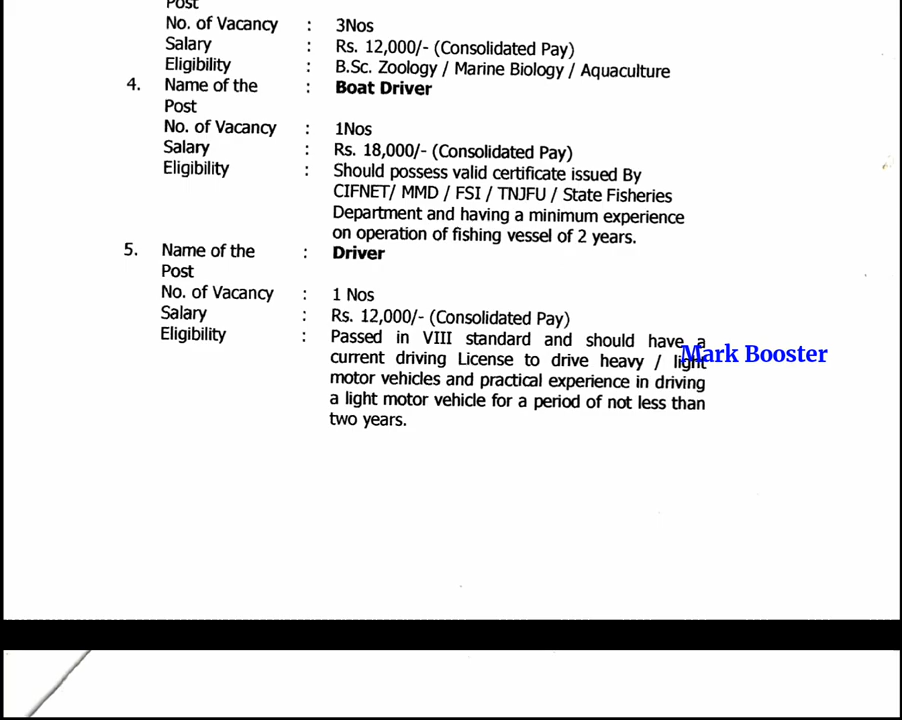 Post
No. of Vacancy : 3Nos
Salary : Rs. 12,000/- (Consolidated Pay)
Eligibility : B.Sc. Zoology / Marine Biology / Aquaculture
4. Name of the : Boat Driver
Post
No. of Vacancy : 1Nos
Salary : Rs. 18,000/- (Consolidated Pay)
Eligibility : Should possess valid certificate issued By
CIFNET/ MMD / FSI / TNJFU / State Fisheries
Department and having a minimum experience
on operation of fishing vessel of 2 years.
5. Name of the : Driver
Post
No. of Vacancy : 1 Nos
Salary : Rs. 12,000/- (Consolidated Pay)
Eligibility : Passed in VIII standard and should have a
current driving License to drive heavy / light
motor vehicles and practical experience in driving
a light motor vehicle for a period of not less than
two years.
Mark Booster